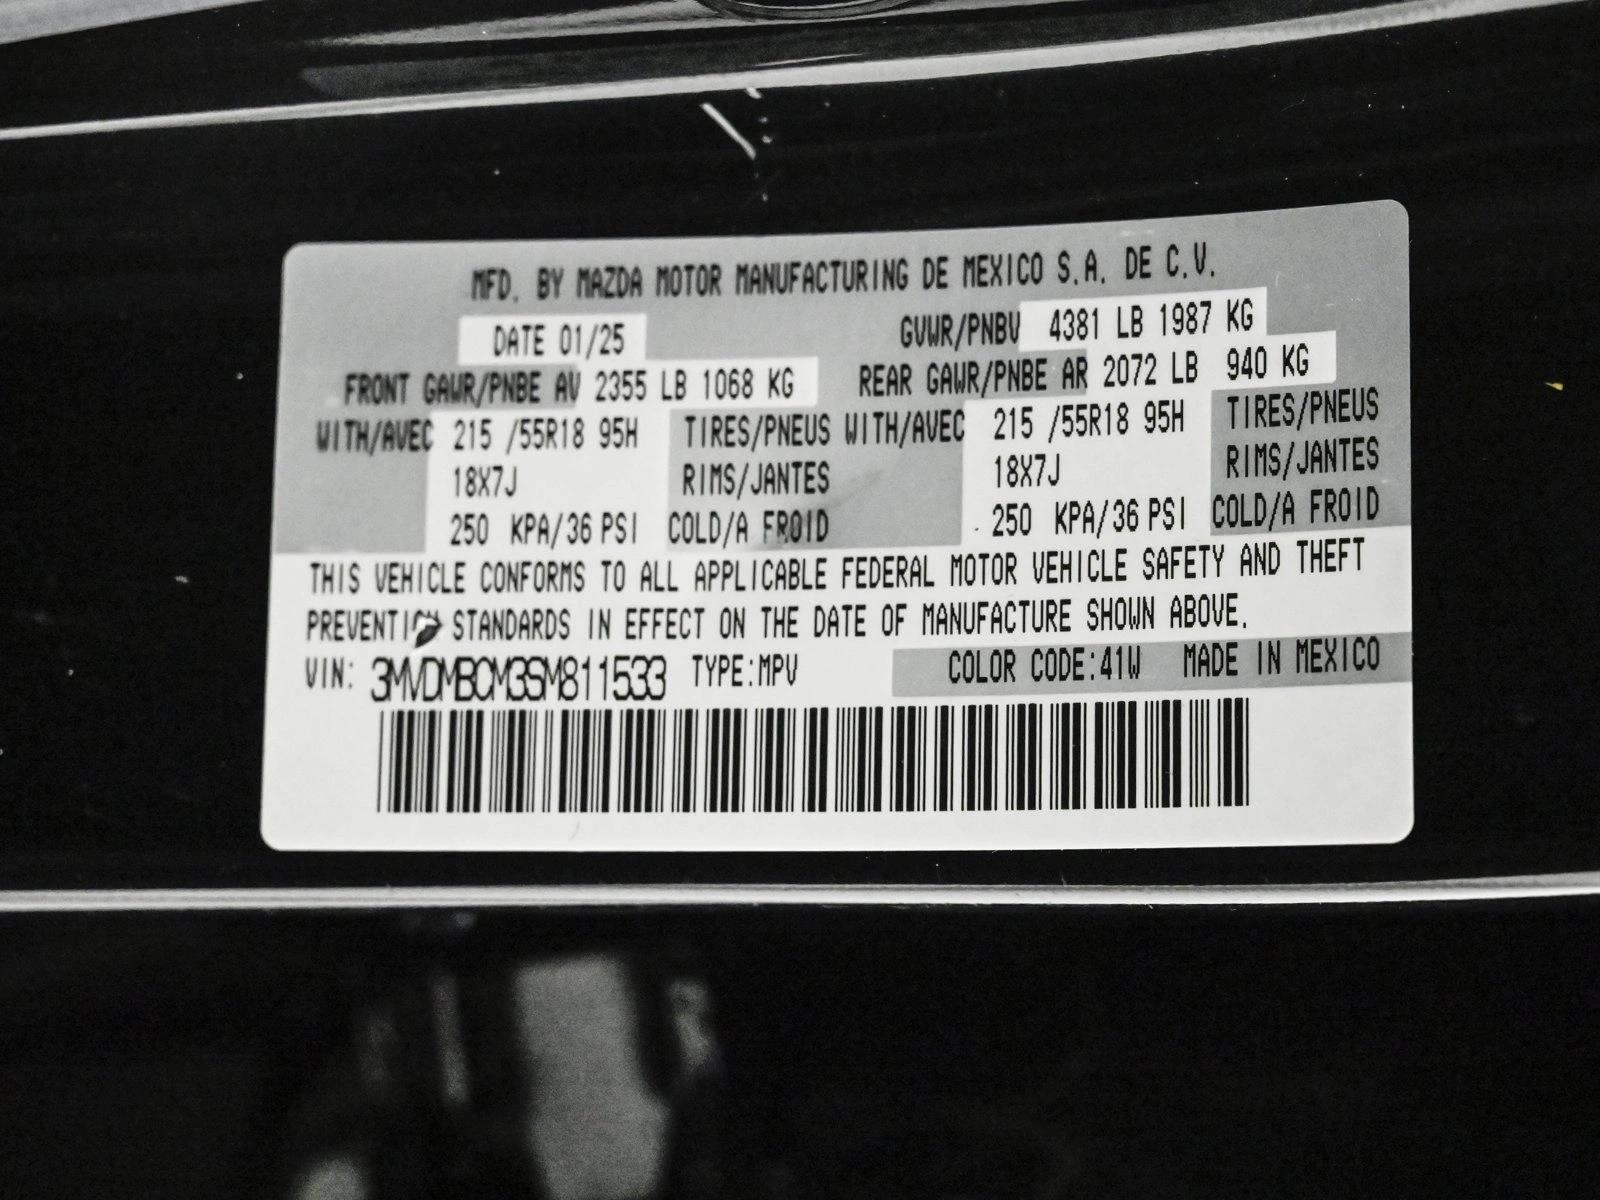 MFD. BY MAZDA MOTOR MANUFACTURING DE MEXICO S.A. DE C.V.
DATE 01/25 GVWR/PNBV 4381 LB 1987 KG
FRONT GAWR/PNBE AV 2355 LB 1068 KG REAR GAWR/PNBE AR 2072 LB 940 KG
WITH/AVEC 215 /55R18 95H TIRES/PNEUS WITH/AVEC 215 /55R18 95H TIRES/PNEUS
18X7J RIMS/JANTES 18X7J RIMS/JANTES
250 KPA/36 PSI COLD/A FROID 250 KPA/36 PSI COLD/A FROID
THIS VEHICLE CONFORMS TO ALL APPLICABLE FEDERAL MOTOR VEHICLE SAFETY AND THEFT
PREVENTION STANDARDS IN EFFECT ON THE DATE OF MANUFACTURE SHOWN ABOVE.
VIN: 3MVDMBCM3SM811533 TYPE:MPV COLOR CODE:41W MADE IN MEXICO